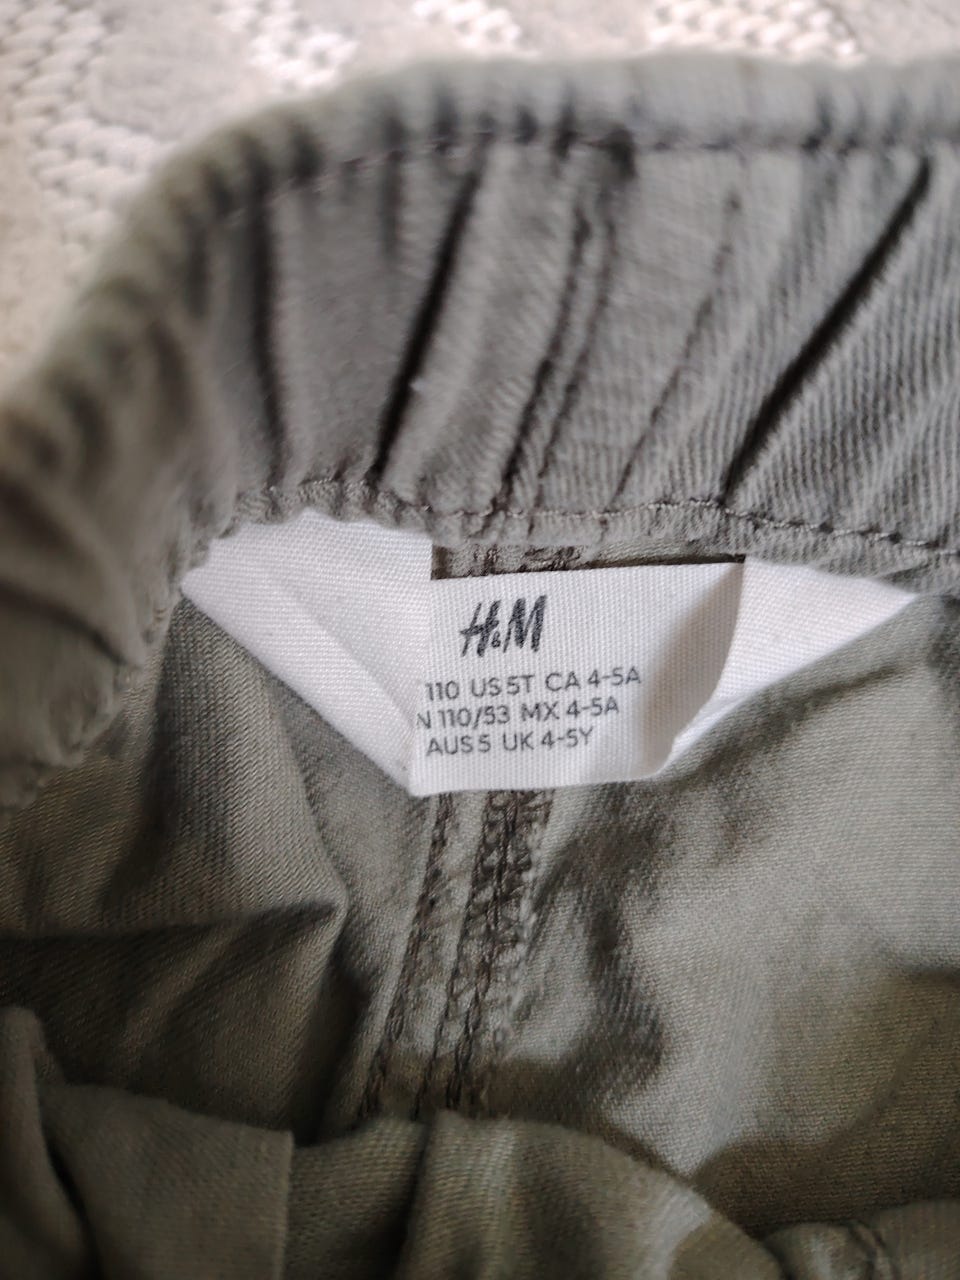 H&M
110 US 5T CA 4-5A
N 110/53 MX 4-5A
AUS 5 UK 4-5Y